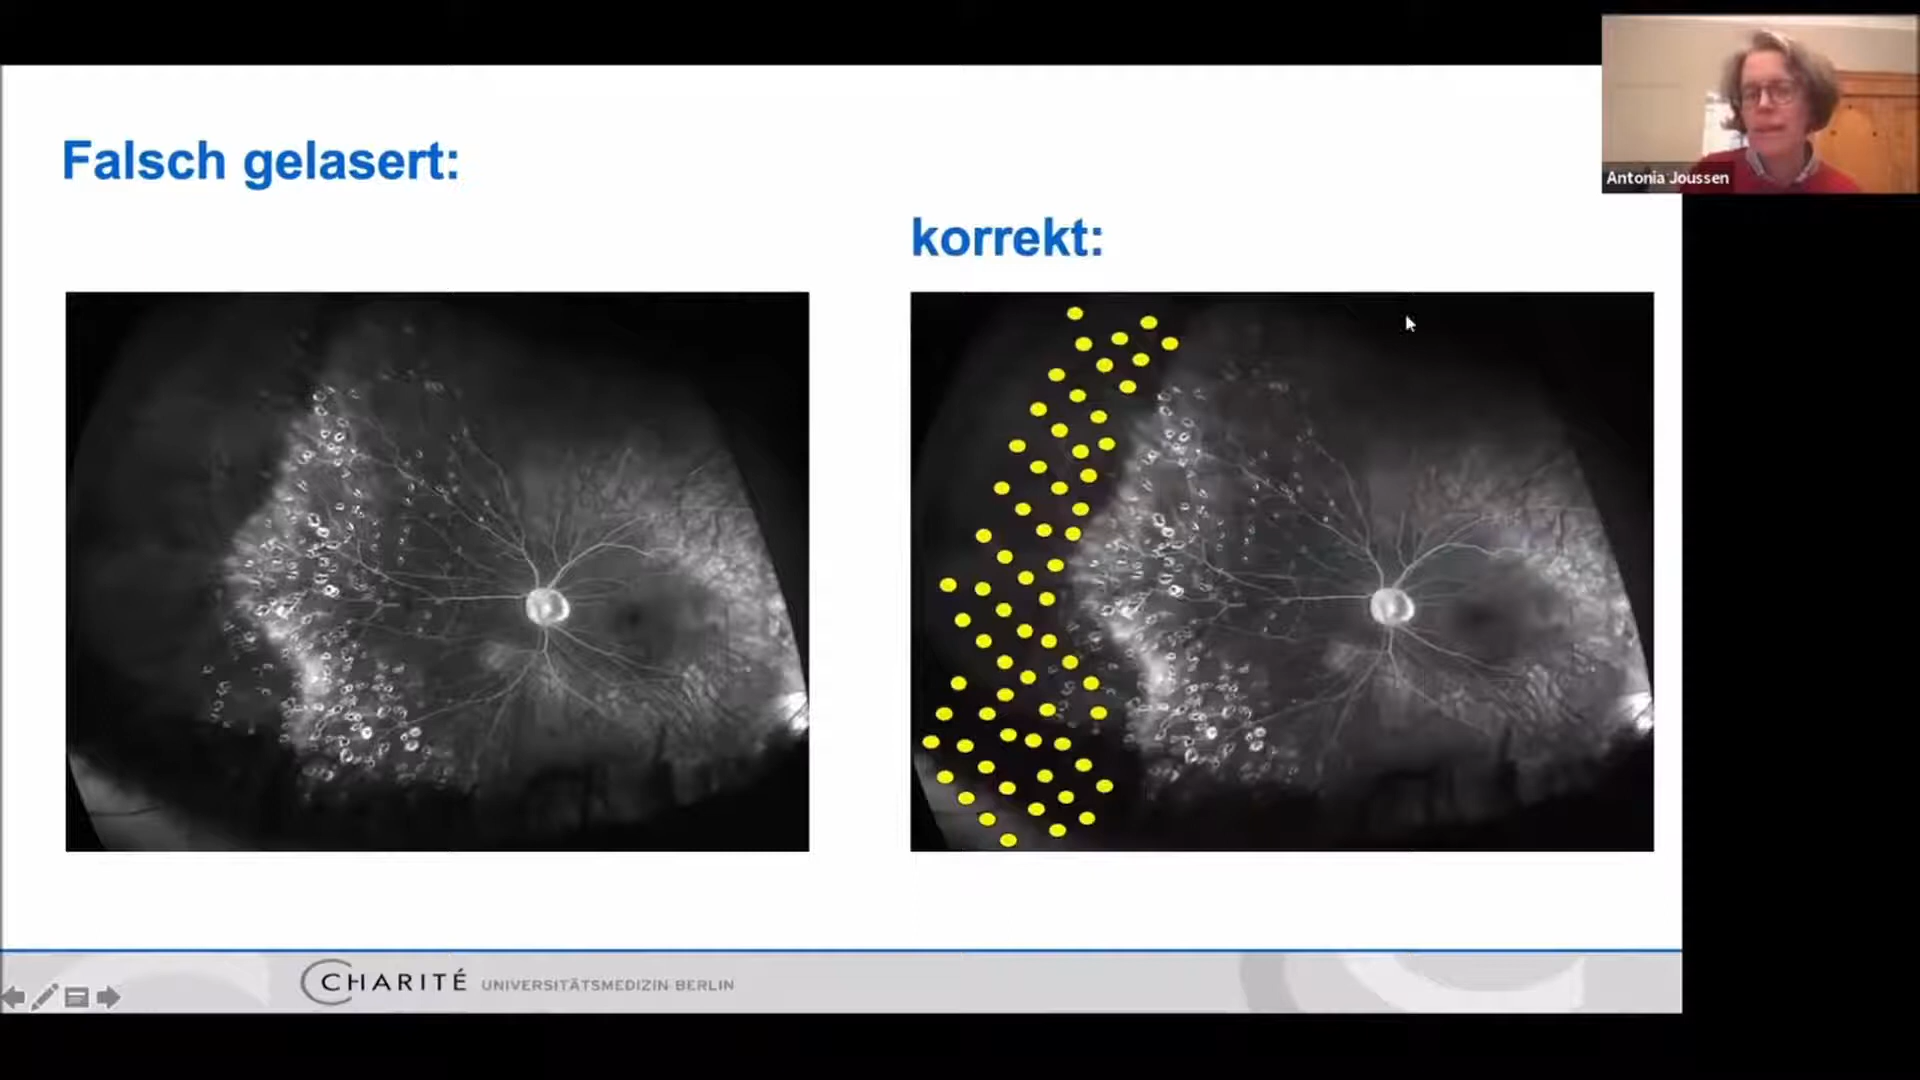 Falsch gelasert:
korrekt:
Antonia Joussen
CHARITÉ UNIVERSITÄTSMEDIZIN BERLIN